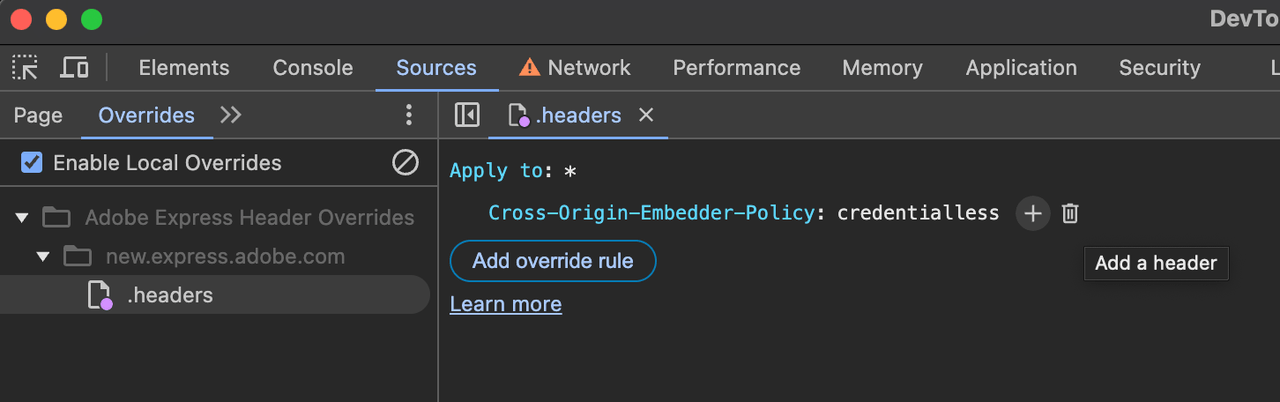 DevTo
Elements Console Sources Network Performance Memory Application Security L
Page Overrides .headers
Enable Local Overrides
Apply to: *
Cross-Origin-Embedder-Policy: credentialless
Adobe Express Header Overrides
new.express.adobe.com
Add override rule
Add a header
.headers
Learn more